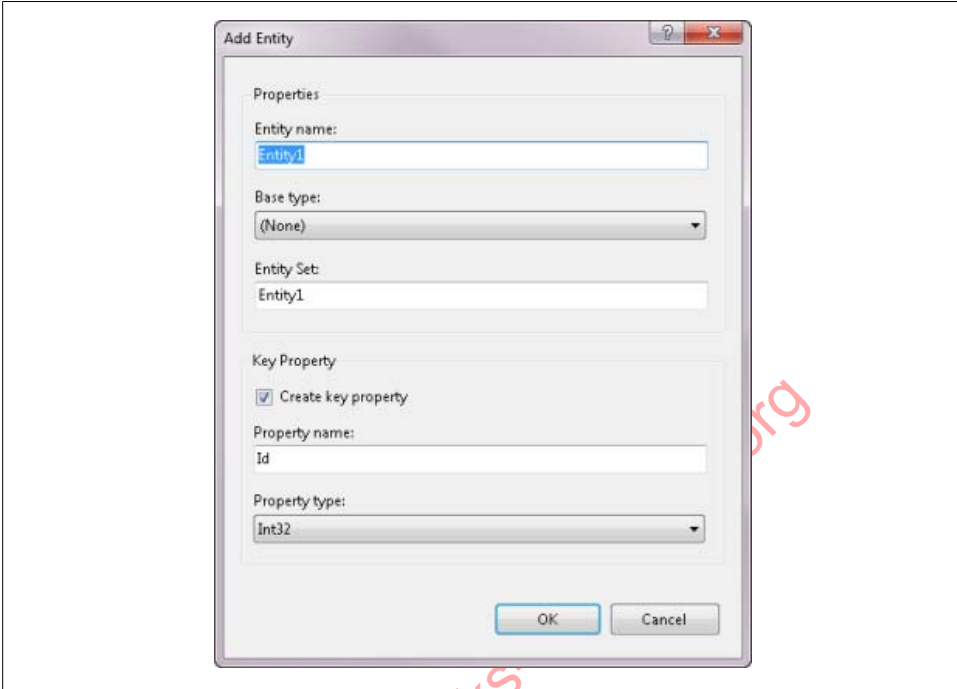 Add Entity
Properties
Entity name:
Entity1
Base type:
(None)
Entity Set:
Entity1
Key Property
Create key property
Property name:
Id
Property type:
Int32
OK
Cancel